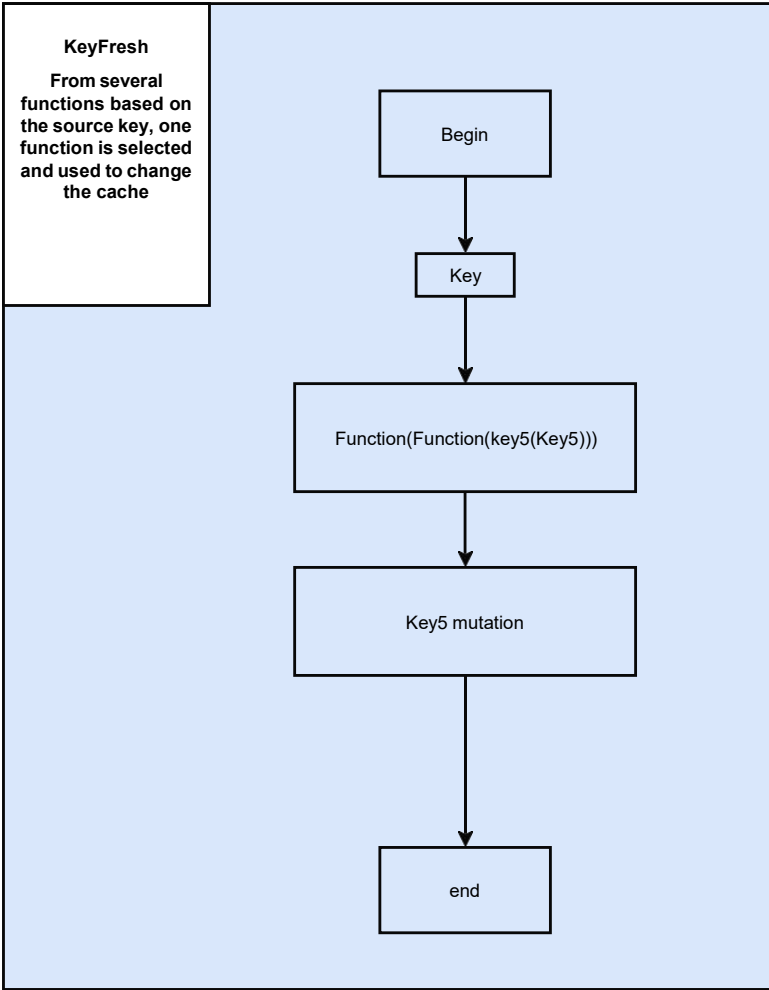 KeyFresh
From several
functions based on
the source key, one
function is selected
and used to change
the cache
Begin
Key
Function(Function(key5(Key5)))
Key5 mutation
end